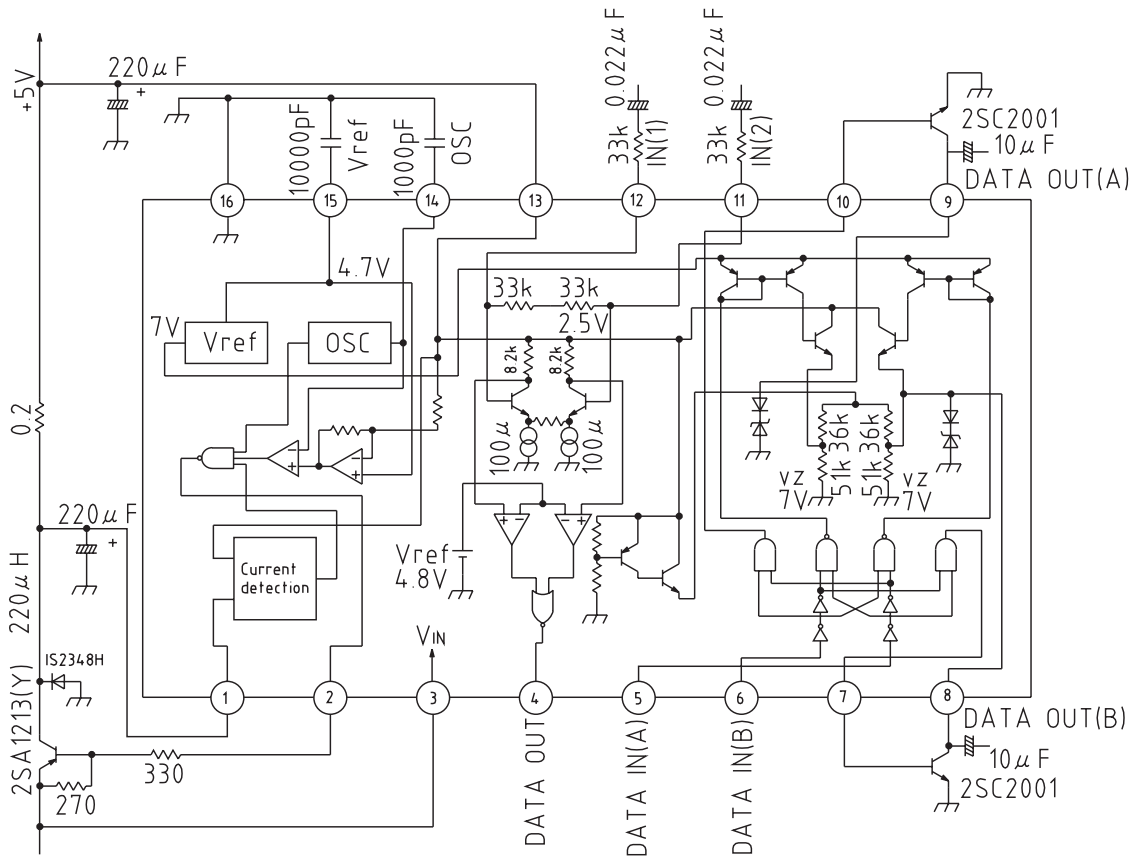 +5V
220μF
+
10000pF
Vref
1000pF
OSC
0.022μF
33k
IN(1)
0.022μF
33k
IN(2)
2SC2001
10μF
DATA OUT(A)
16
15
14
13
12
11
10
9
4.7V
7V
Vref
OSC
33k
33k
2.5V
8.2k
8.2k
100μ
100μ
36k
36k
51k
51k
VZ
7V
VZ
7V
0.2
220μF
+
220μH
Current
detection
Vref
4.8V
VIN
IS2348H
2SA1213(Y)
330
270
1
2
3
4
5
6
7
8
DATA OUT
DATA IN(A)
DATA IN(B)
DATA OUT(B)
10μF
2SC2001
+
−
+
−
+
−
−
+